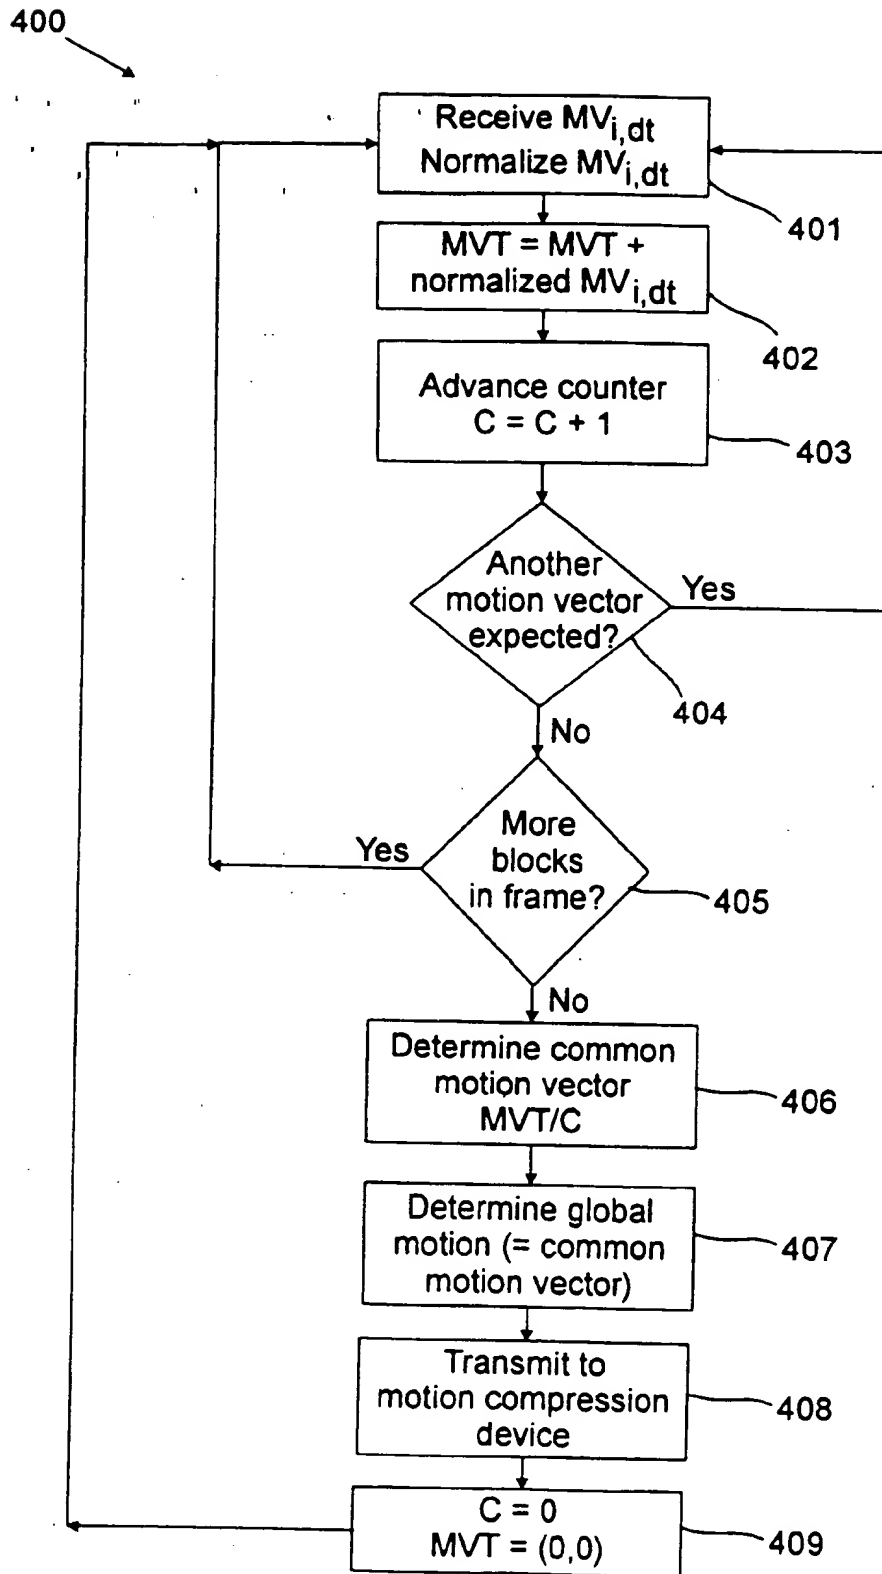 400
Receive MVi,dt
Normalize MVi,dt
401
MVT = MVT +
normalized MVi,dt
402
Advance counter
C = C + 1
403
Another
motion vector
expected?
Yes
404
No
More
blocks
in frame?
Yes
405
No
Determine common
motion vector
MVT/C
406
Determine global
motion (= common
motion vector)
407
Transmit to
motion compression
device
408
C = 0
MVT = (0,0)
409